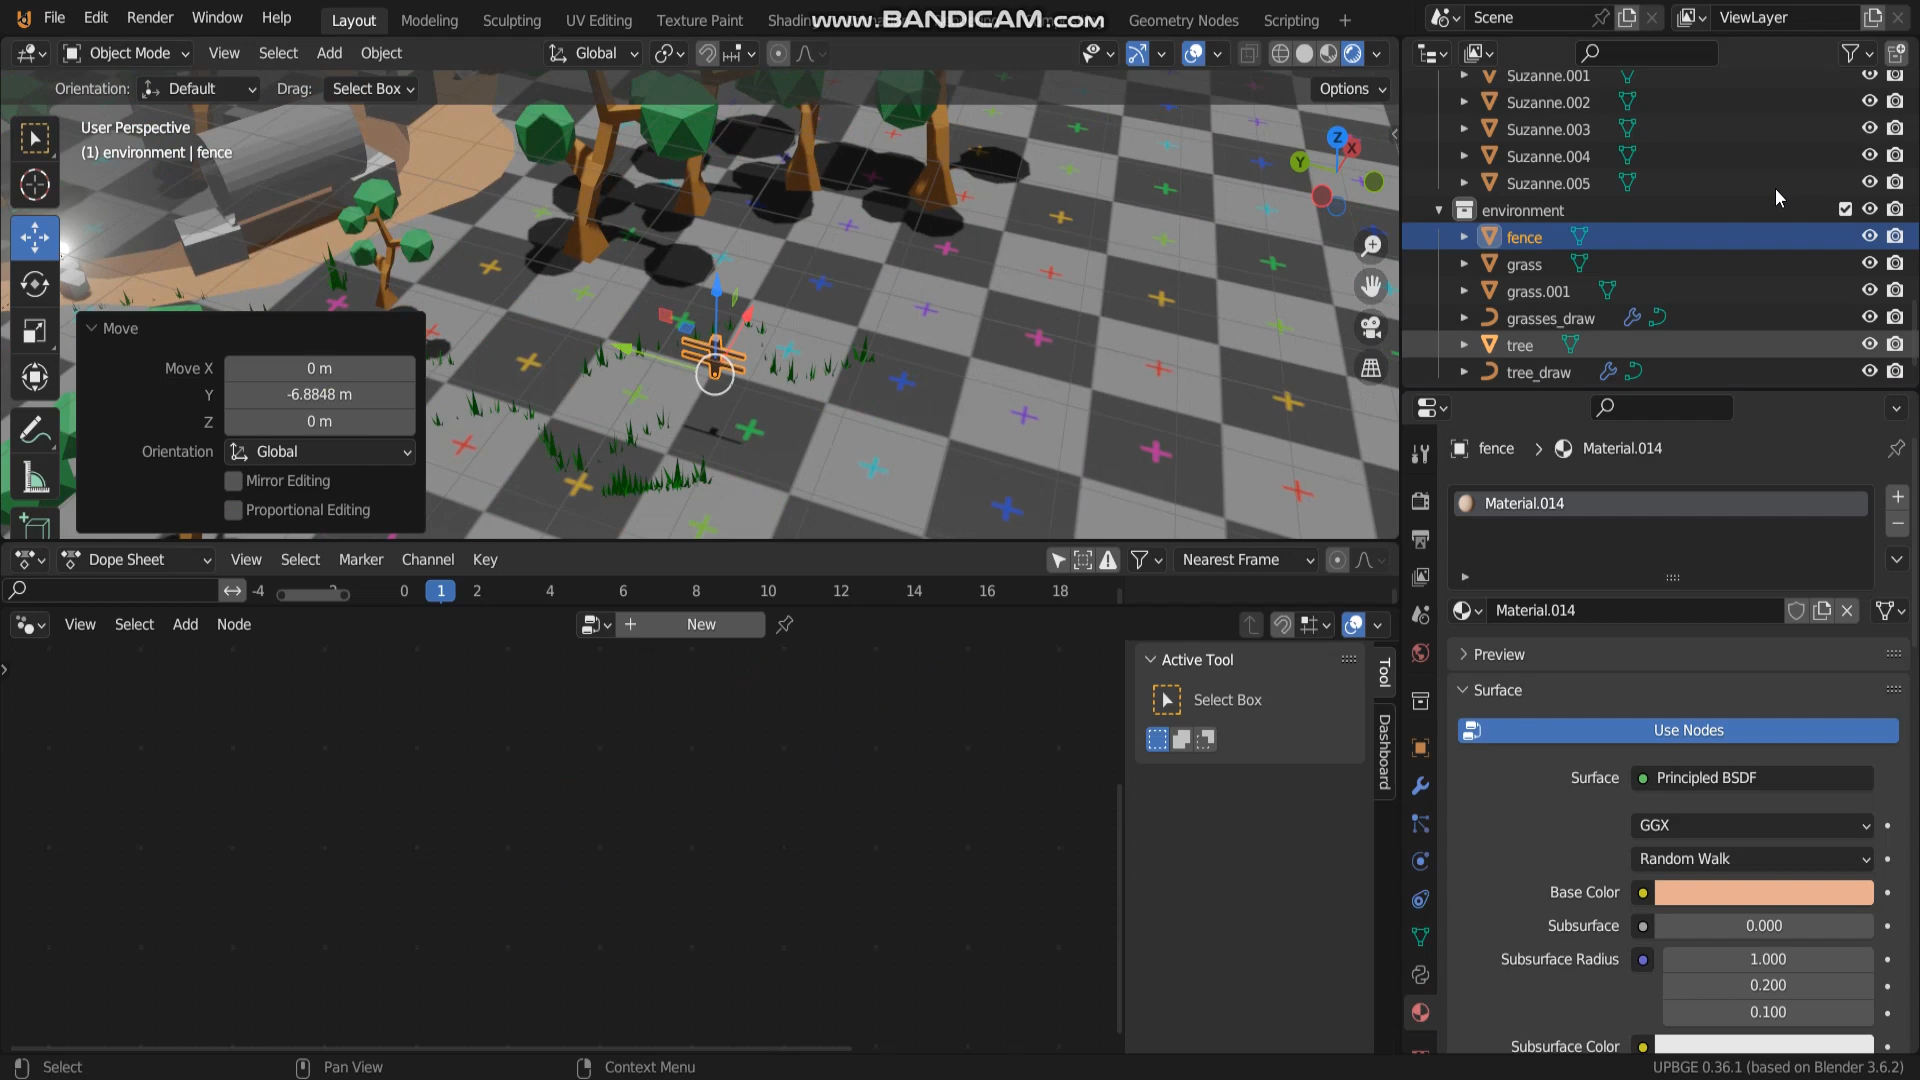 File Edit Render Window Help Layout Modeling Sculpting UV Editing Texture Paint Shadin www.BANDICAM.com Geometry Nodes Scripting + Scene ViewLayer
Object Mode View Select Add Object Global
Orientation: Default Drag: Select Box Options
User Perspective
(1) environment | fence
Z
X
Y
Move
Move X 0 m
Y -6.8848 m
Z 0 m
Orientation Global
Mirror Editing
Proportional Editing
Dope Sheet View Select Marker Channel Key Nearest Frame
-4 0 1 2 4 6 8 10 12 14 16 18
View Select Add Node + New
Active Tool
Select Box
Tool
Dashboard
Suzanne.001
Suzanne.002
Suzanne.003
Suzanne.004
Suzanne.005
environment
fence
grass
grass.001
grasses_draw
tree
tree_draw
fence > Material.014
Material.014
Material.014
Preview
Surface
Use Nodes
Surface Principled BSDF
GGX
Random Walk
Base Color
Subsurface 0.000
Subsurface Radius 1.000
0.200
0.100
Subsurface Color
Select Pan View Context Menu UPBGE 0.36.1 (based on Blender 3.6.2)